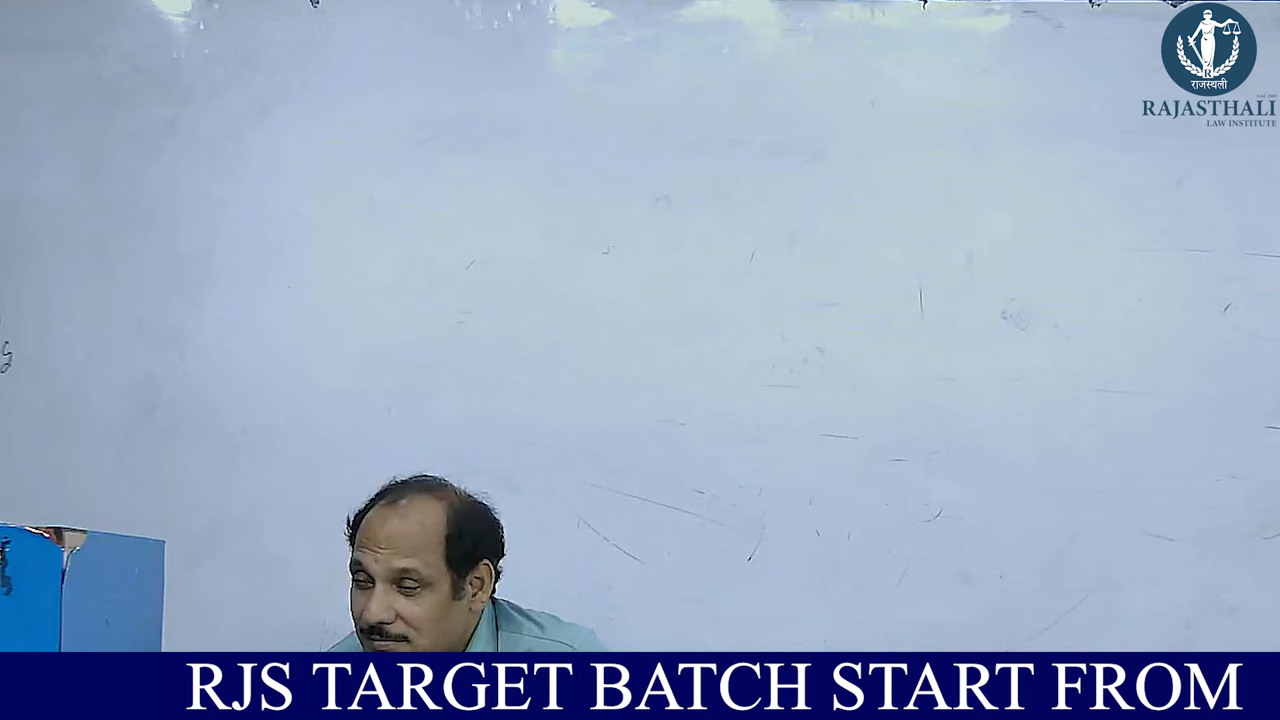 राजस्थली
RAJASTHALI
LAW INSTITUTE
RJS TARGET BATCH START FROM